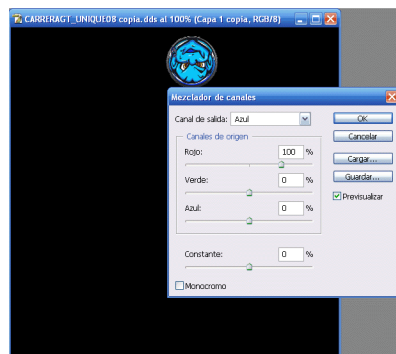 CARRERAGT_UNIQUE08 copia.dds al 100% (Capa 1 copia, RGB/8)
Mezclador de canales
Canal de salida: Azul
OK
Canales de origen
Cancelar
Rojo: 100 %
Cargar...
Verde: 0 %
Guardar...
Azul: 0 %
Previsualizar
Constante: 0 %
Monocromo